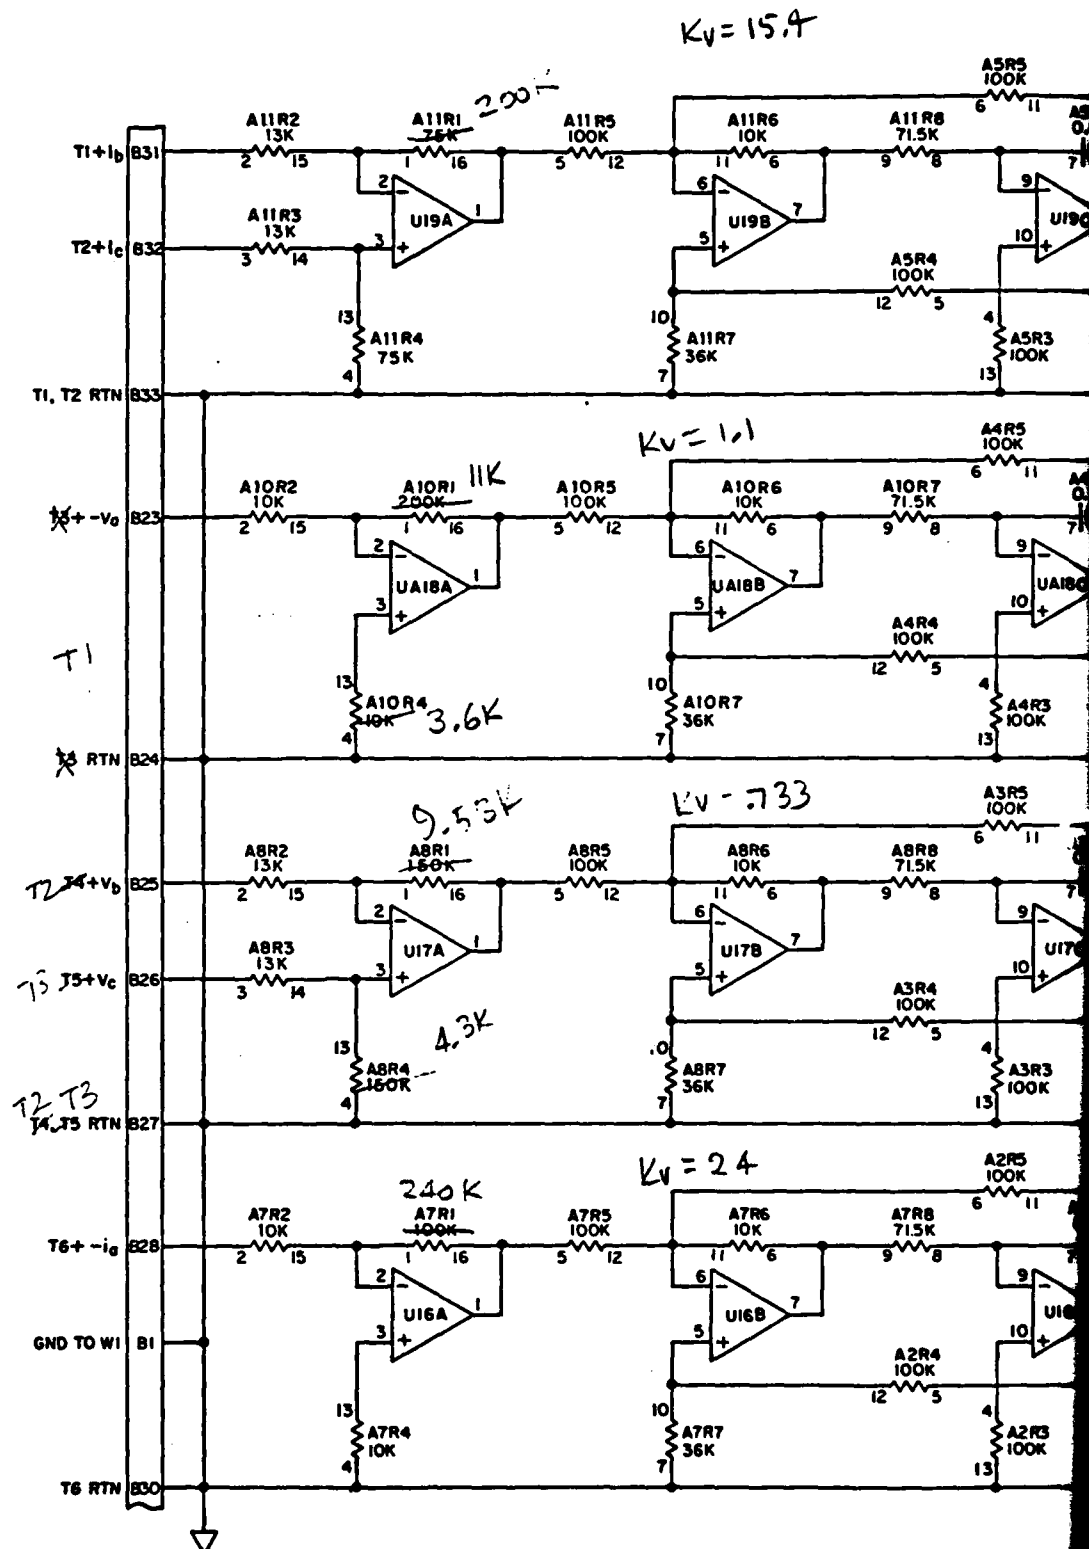 Kv = 15.4
A5R5
100K
6 11
200K
A11R2
13K
2 15
A11R1
75K
1 16
A11R5
100K
5 12
A11R6
10K
11 6
A11R8
71.5K
9 8
7
T1+ib B31
2 − 1
U19A
3 +
6 − 7
U19B
5 +
9 −
10
A11R3
13K
3 14
T2+ic B32
A5R4
100K
12 5
13
A11R4
75K
4
10
A11R7
36K
7
4
A5R3
100K
13
T1, T2 RTN B33
Kv = 1.1
A4R5
100K
6 11
11K
A10R2
10K
2 15
A10R1
200K
1 16
A10R5
100K
5 12
A10R6
10K
11 6
A10R7
71.5K
9 8
7
+ -va B23
2 − 1
UA18A
3 +
6 − 7
UA18B
5 +
9 −
10 +
A4R4
100K
12 5
T1
13
A10R4
10K
4
3.6K
10
A10R7
36K
7
4
A4R3
100K
13
RTN B24
Kv - .733
A3R5
100K
6 11
9.53K
A8R2
13K
2 15
A8R1
150K
1 16
A8R5
100K
5 12
A8R6
10K
11 6
A8R8
71.5K
9 8
7
T2 T4+vb B25
2 − 1
U17A
3 +
6 − 7
U17B
5 +
9 −
10 +
A8R3
13K
3 14
T3 T5+vc B26
A3R4
100K
12 5
4.3K
13
A8R4
150K
4
.0
A8R7
36K
7
4
A3R3
100K
13
T2 T3
T4, T5 RTN B27
Kv = 24
A2R5
100K
6 11
240K
A7R2
10K
2 15
A7R1
100K
1 16
A7R5
100K
5 12
A7R6
10K
11 6
A7R8
71.5K
9 8
7
T6+ -ia B28
2 − 1
U16A
3 +
6 − 7
U16B
5 +
9 −
10 +
GND TO W1 B1
A2R4
100K
12 5
13
A7R4
10K
4
10
A7R7
36K
7
4
A2R3
100K
13
T6 RTN B30